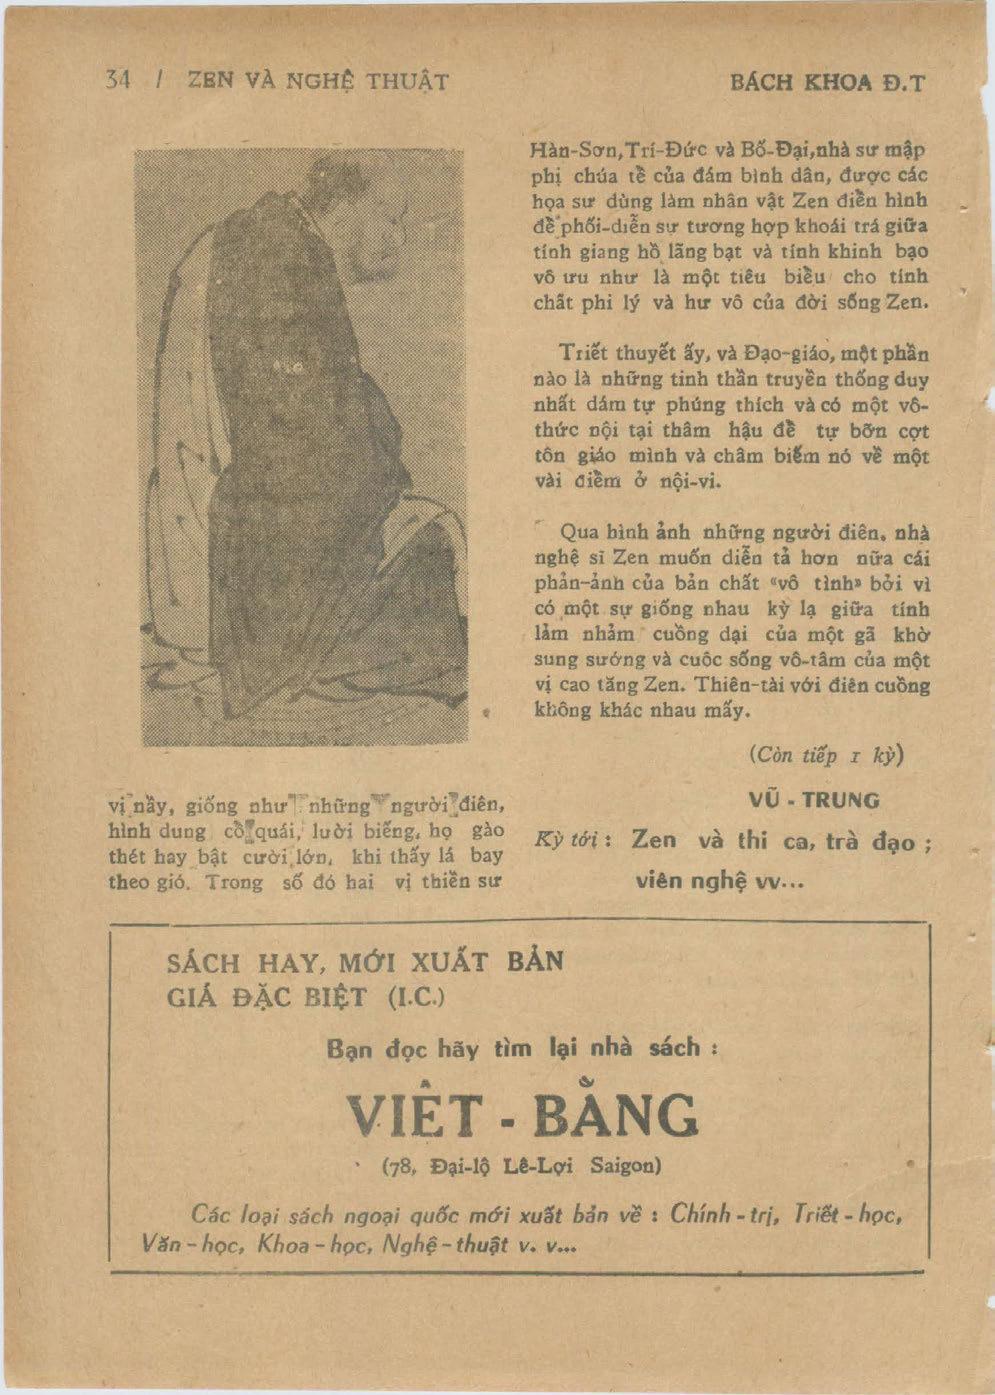 34 / ZEN VÀ NGHỆ THUẬT
BÁCH KHOA Đ.T
vị nầy, giống như những người điên,
hình dung cổ quái, lười biếng, họ gào
thét hay bật cười lớn, khi thấy lá bay
theo gió. Trong số đó hai vị thiền sư
Hàn-Sơn, Trí-Đức và Bố-Đại, nhà sư mập
phị chúa tể của đám bình dân, được các
họa sư dùng làm nhân vật Zen điển hình
để phối-diễn sự tương hợp khoái trá giữa
tính giang hồ lãng bạt và tính khinh bạo
vô ưu như là một tiêu biểu cho tính
chất phi lý và hư vô của đời sống Zen.
Triết thuyết ấy, và Đạo-giáo, một phần
nào là những tinh thần truyền thống duy
nhất dám tự phúng thích và có một vô-
thức nội tại thâm hậu để tự bỡn cợt
tôn giáo mình và châm biếm nó về một
vài điểm ở nội-vi.
Qua hình ảnh những người điên, nhà
nghệ sĩ Zen muốn diễn tả hơn nữa cái
phản-ảnh của bản chất «vô tình» bởi vì
có một sự giống nhau kỳ lạ giữa tính
lảm nhảm cuồng dại của một gã khờ
sung sướng và cuôc sống vô-tâm của một
vị cao tăng Zen. Thiên-tài với điên cuồng
không khác nhau mấy.
(Còn tiếp 1 kỳ)
VŨ - TRUNG
Kỳ tới : Zen và thi ca, trà đạo ;
viên nghệ vv...
SÁCH HAY, MỚI XUẤT BẢN
GIÁ ĐẶC BIỆT (I.C.)
Bạn đọc hãy tìm lại nhà sách :
VIÊT - BẰNG
(78, Đại-lộ Lê-Lợi Saigon)
Các loại sách ngoại quốc mới xuất bản về : Chính - trị, Triết - học,
Văn - học, Khoa - học, Nghệ - thuật v. v...